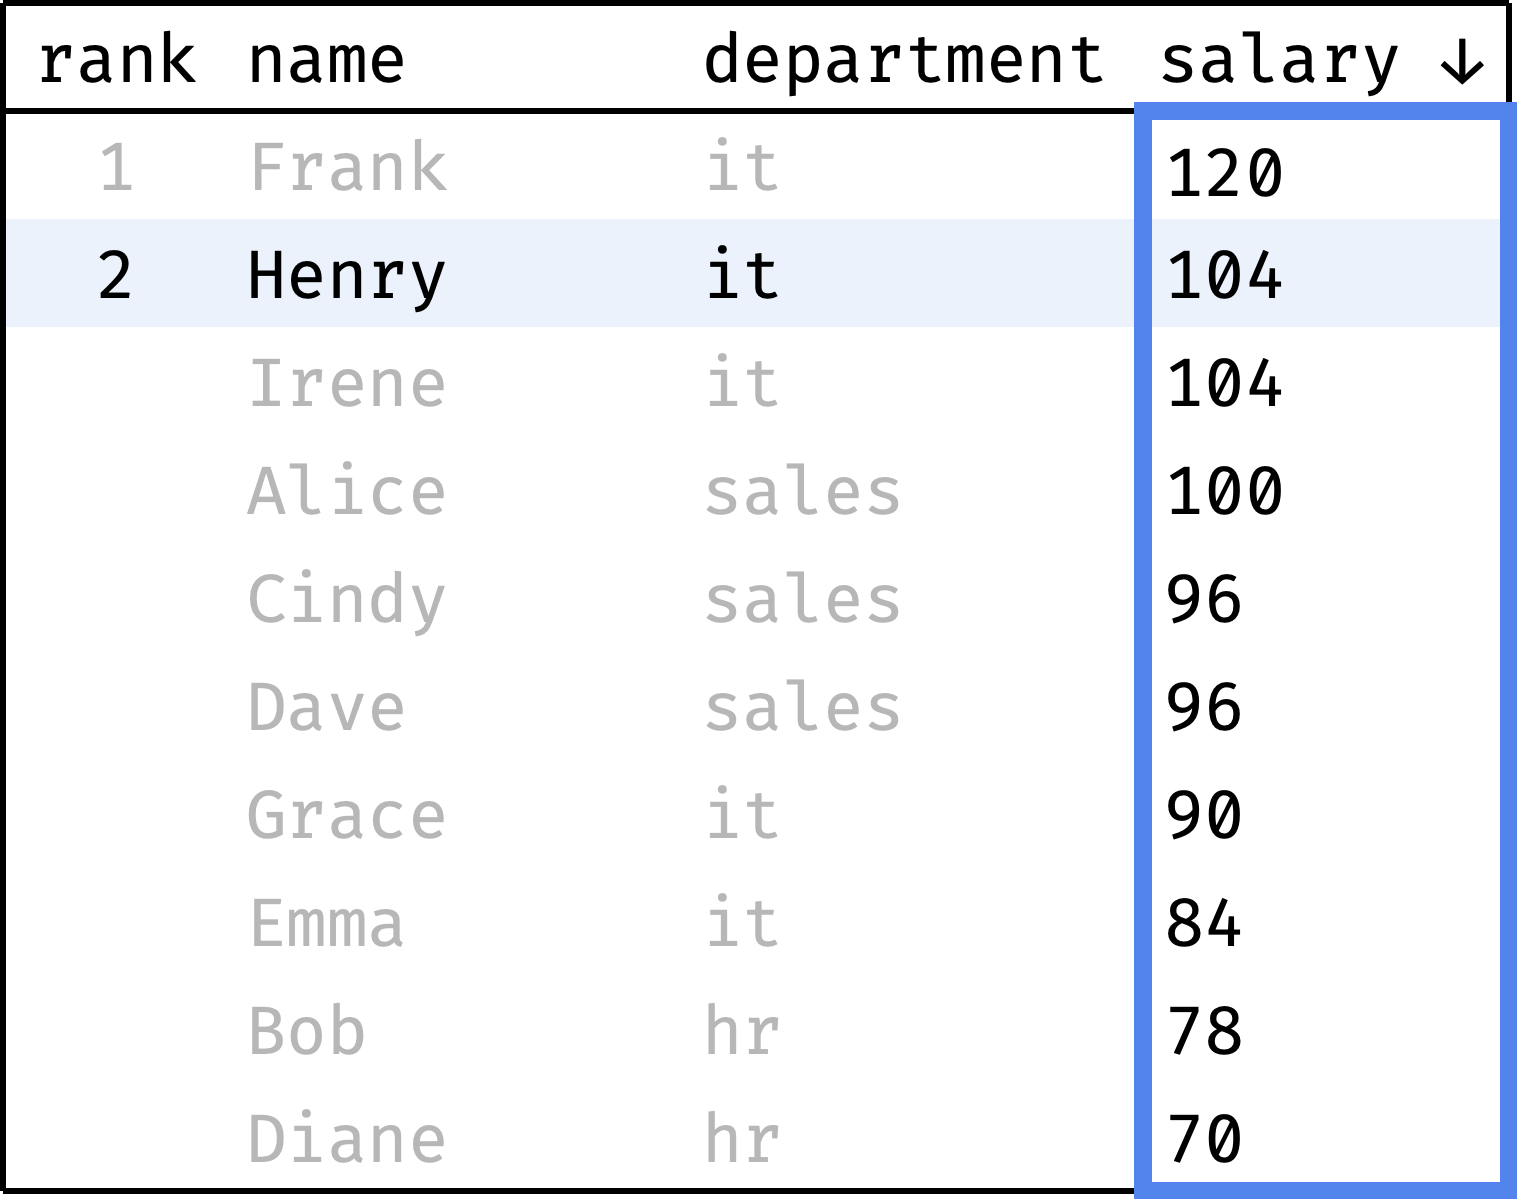 rank name department salary ↓
1 Frank it 120
2 Henry it 104
Irene it 104
Alice sales 100
Cindy sales 96
Dave sales 96
Grace it 90
Emma it 84
Bob hr 78
Diane hr 70